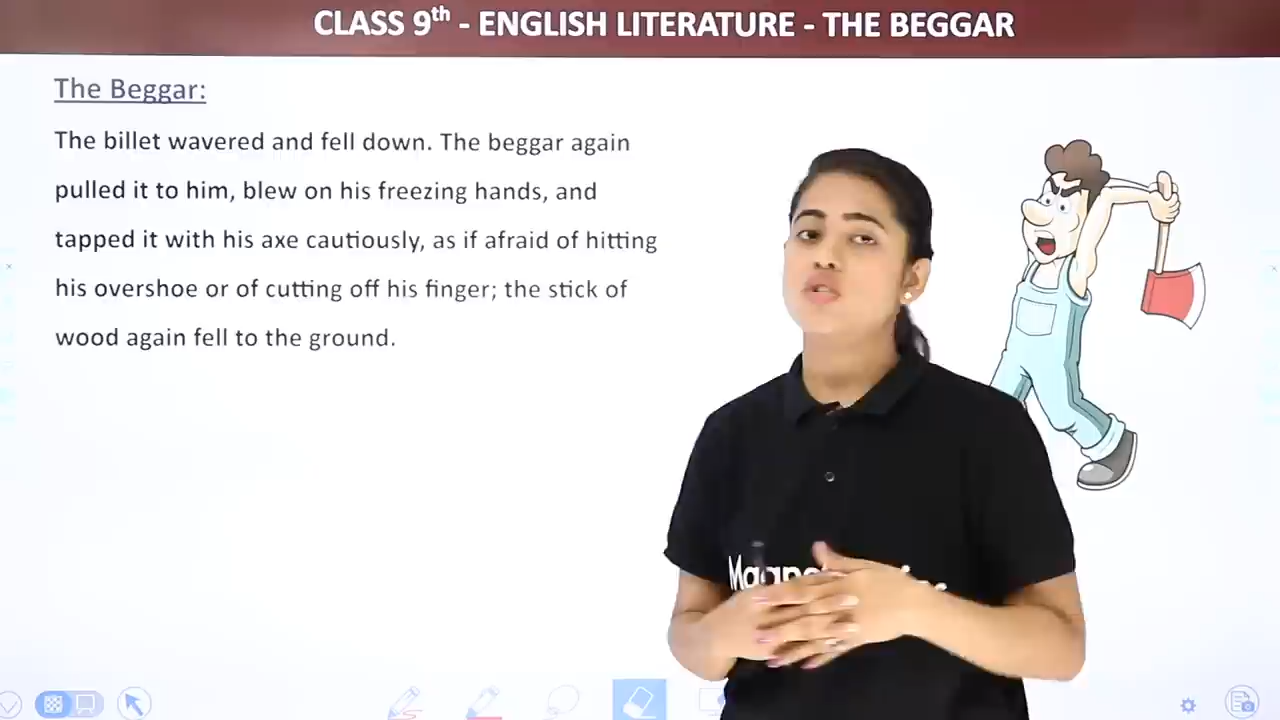 CLASS 9th - ENGLISH LITERATURE - THE BEGGAR
The Beggar:
The billet wavered and fell down. The beggar again
pulled it to him, blew on his freezing hands, and
tapped it with his axe cautiously, as if afraid of hitting
his overshoe or of cutting off his finger; the stick of
wood again fell to the ground.